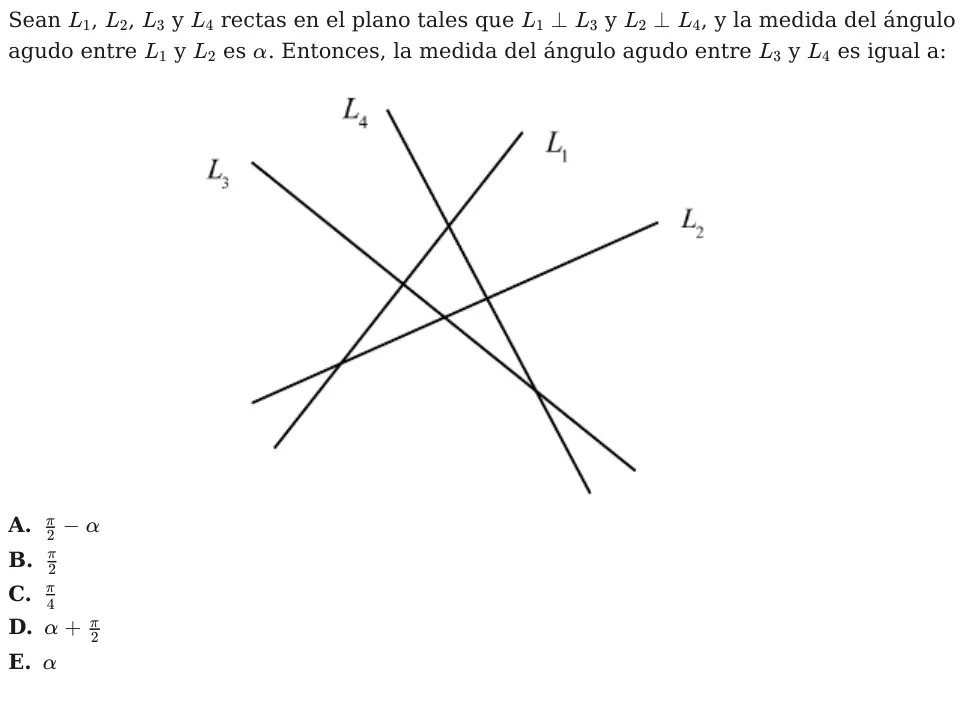 Sean L₁, L₂, L₃ y L₄ rectas en el plano tales que L₁ ⊥ L₃ y L₂ ⊥ L₄, y la medida del ángulo
agudo entre L₁ y L₂ es α. Entonces, la medida del ángulo agudo entre L₃ y L₄ es igual a:
L₄
L₁
L₃
L₂
A. π/2 − α
B. π/2
C. π/4
D. α + π/2
E. α